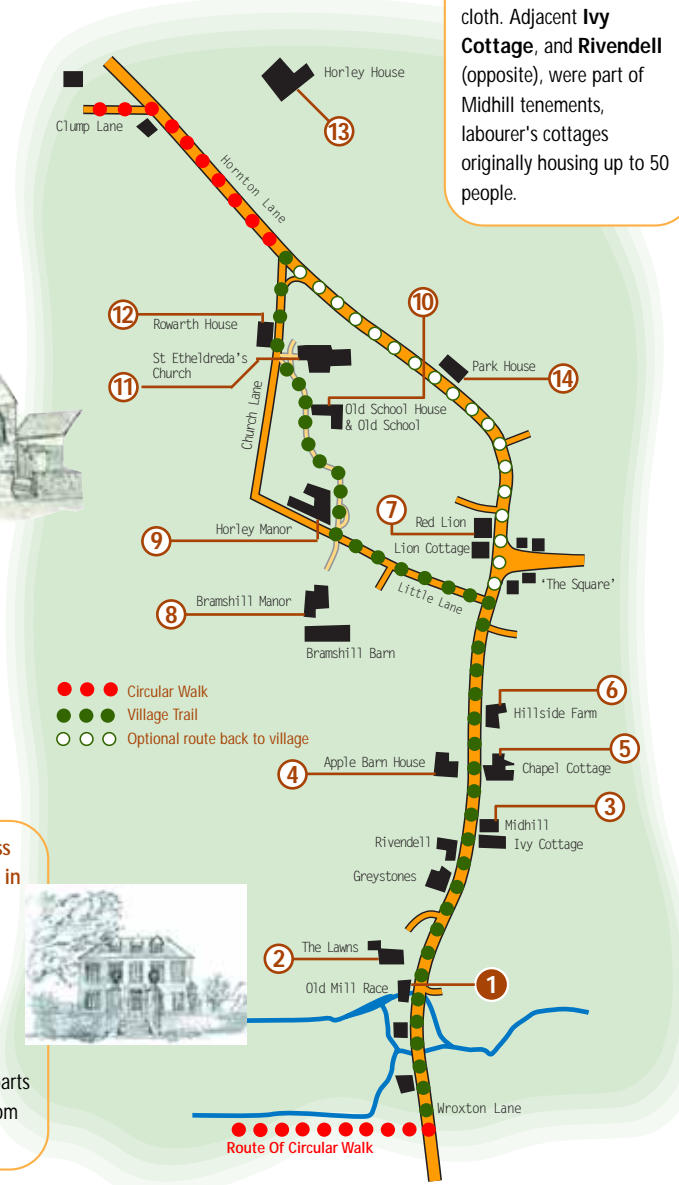 cloth. Adjacent Ivy
Cottage, and Rivendell
(opposite), were part of
Midhill tenements,
labourer's cottages
originally housing up to 50
people.
Horley House
13
Clump Lane
Hornton Lane
12
Rowarth House
10
St Etheldreda's
Church
11
Park House
14
Old School House
& Old School
Church Lane
7
Red Lion
Lion Cottage
9
Horley Manor
'The Square'
Little Lane
8
Bramshill Manor
Bramshill Barn
Circular Walk
Village Trail
Optional route back to village
6
Hillside Farm
5
Chapel Cottage
4
Apple Barn House
3
Midhill
Ivy Cottage
Rivendell
Greystones
ss
in
2
The Lawns
Old Mill Race
1
arts
om
Wroxton Lane
Route Of Circular Walk